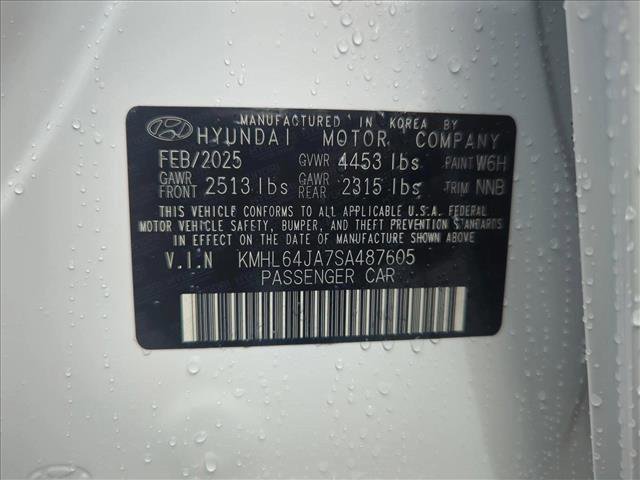 MANUFACTURED IN KOREA BY
HYUNDAI MOTOR COMPANY
FEB/2025 GVWR 4453 lbs PAINT W6H
GAWR FRONT 2513 lbs GAWR REAR 2315 lbs TRIM NNB
THIS VEHICLE CONFORMS TO ALL APPLICABLE U.S.A. FEDERAL
MOTOR VEHICLE SAFETY, BUMPER, AND THEFT PREVENTION STANDARDS
IN EFFECT ON THE DATE OF MANUFACTURE SHOWN ABOVE.
V.I.N KMHL64JA7SA487605
PASSENGER CAR